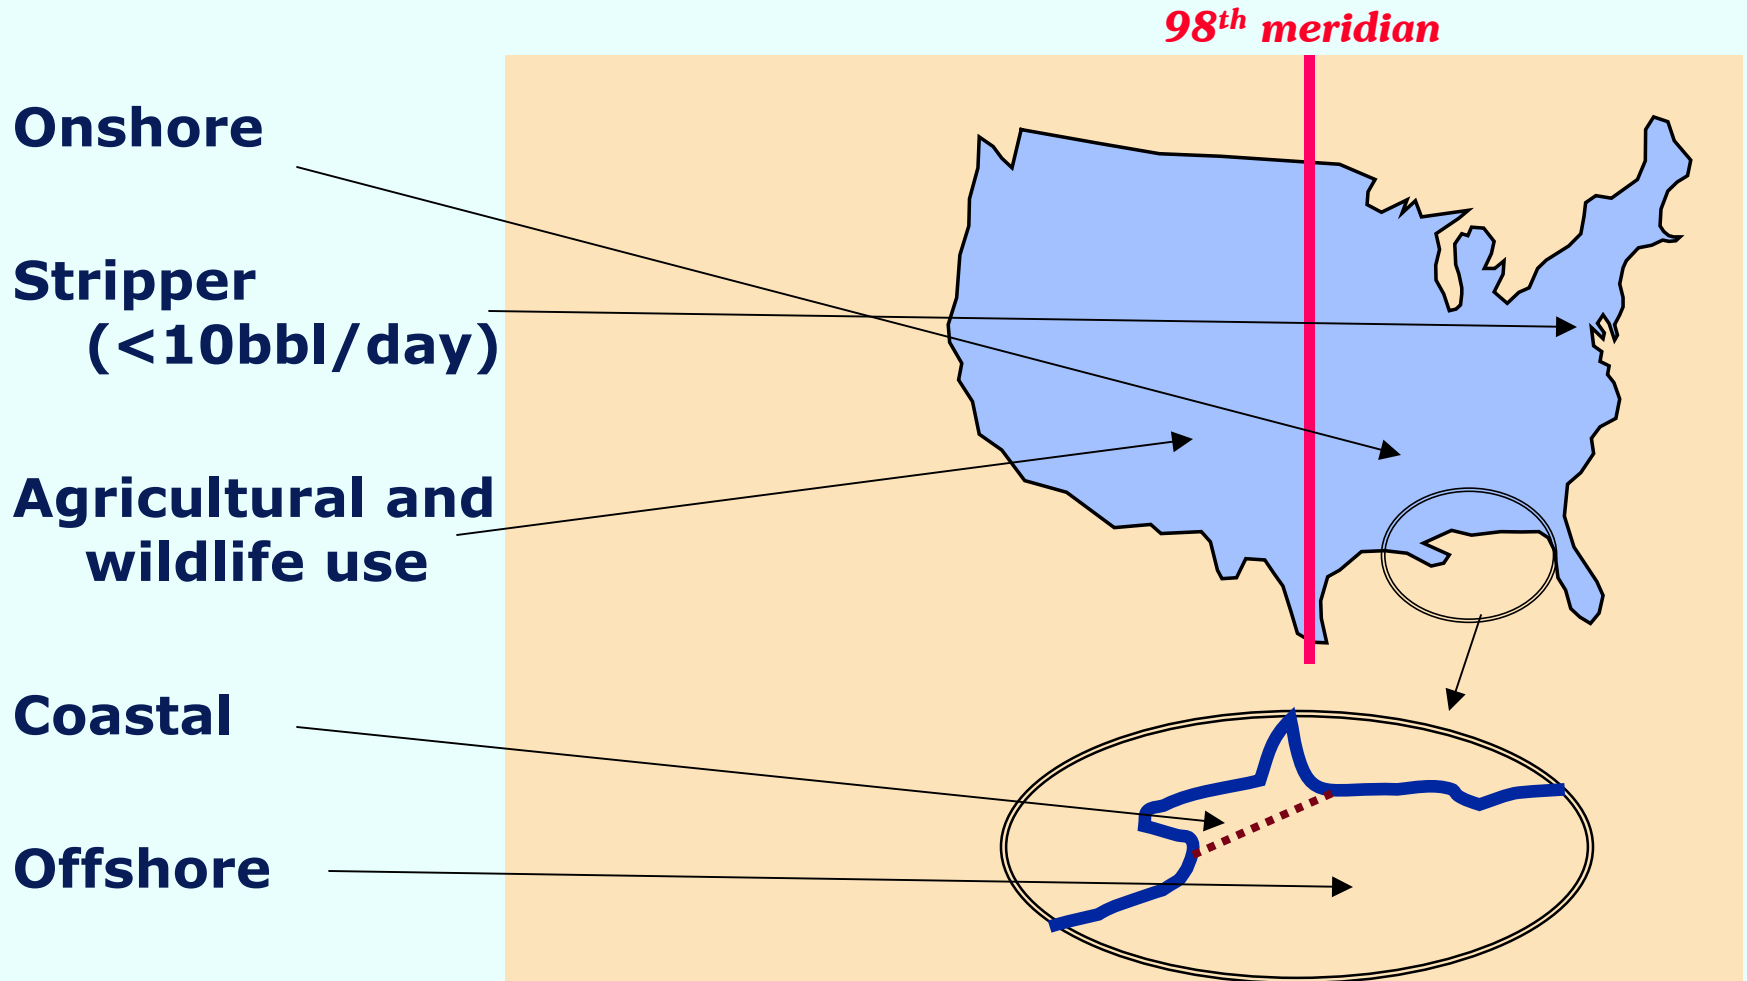 98th meridian
Onshore
Stripper
(<10bbl/day)
Agricultural and
wildlife use
Coastal
Offshore